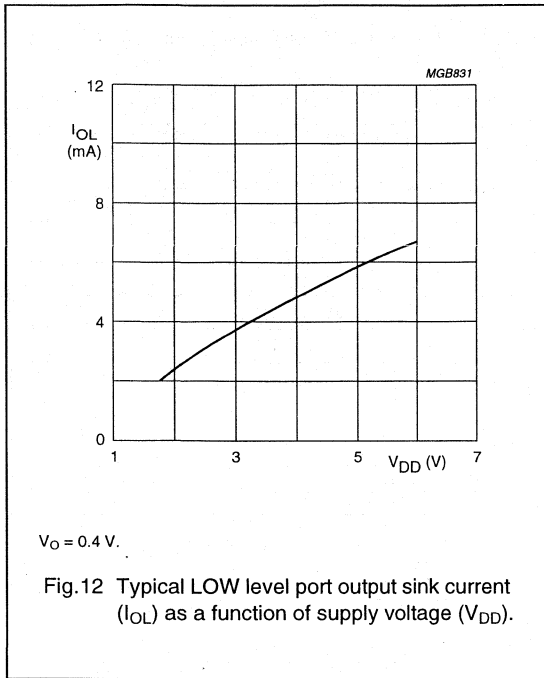 MGB831
12
I_OL
(mA)
8
4
0
1
3
5
V_DD (V)
7
V_O = 0.4 V.
Fig.12 Typical LOW level port output sink current
(I_OL) as a function of supply voltage (V_DD).